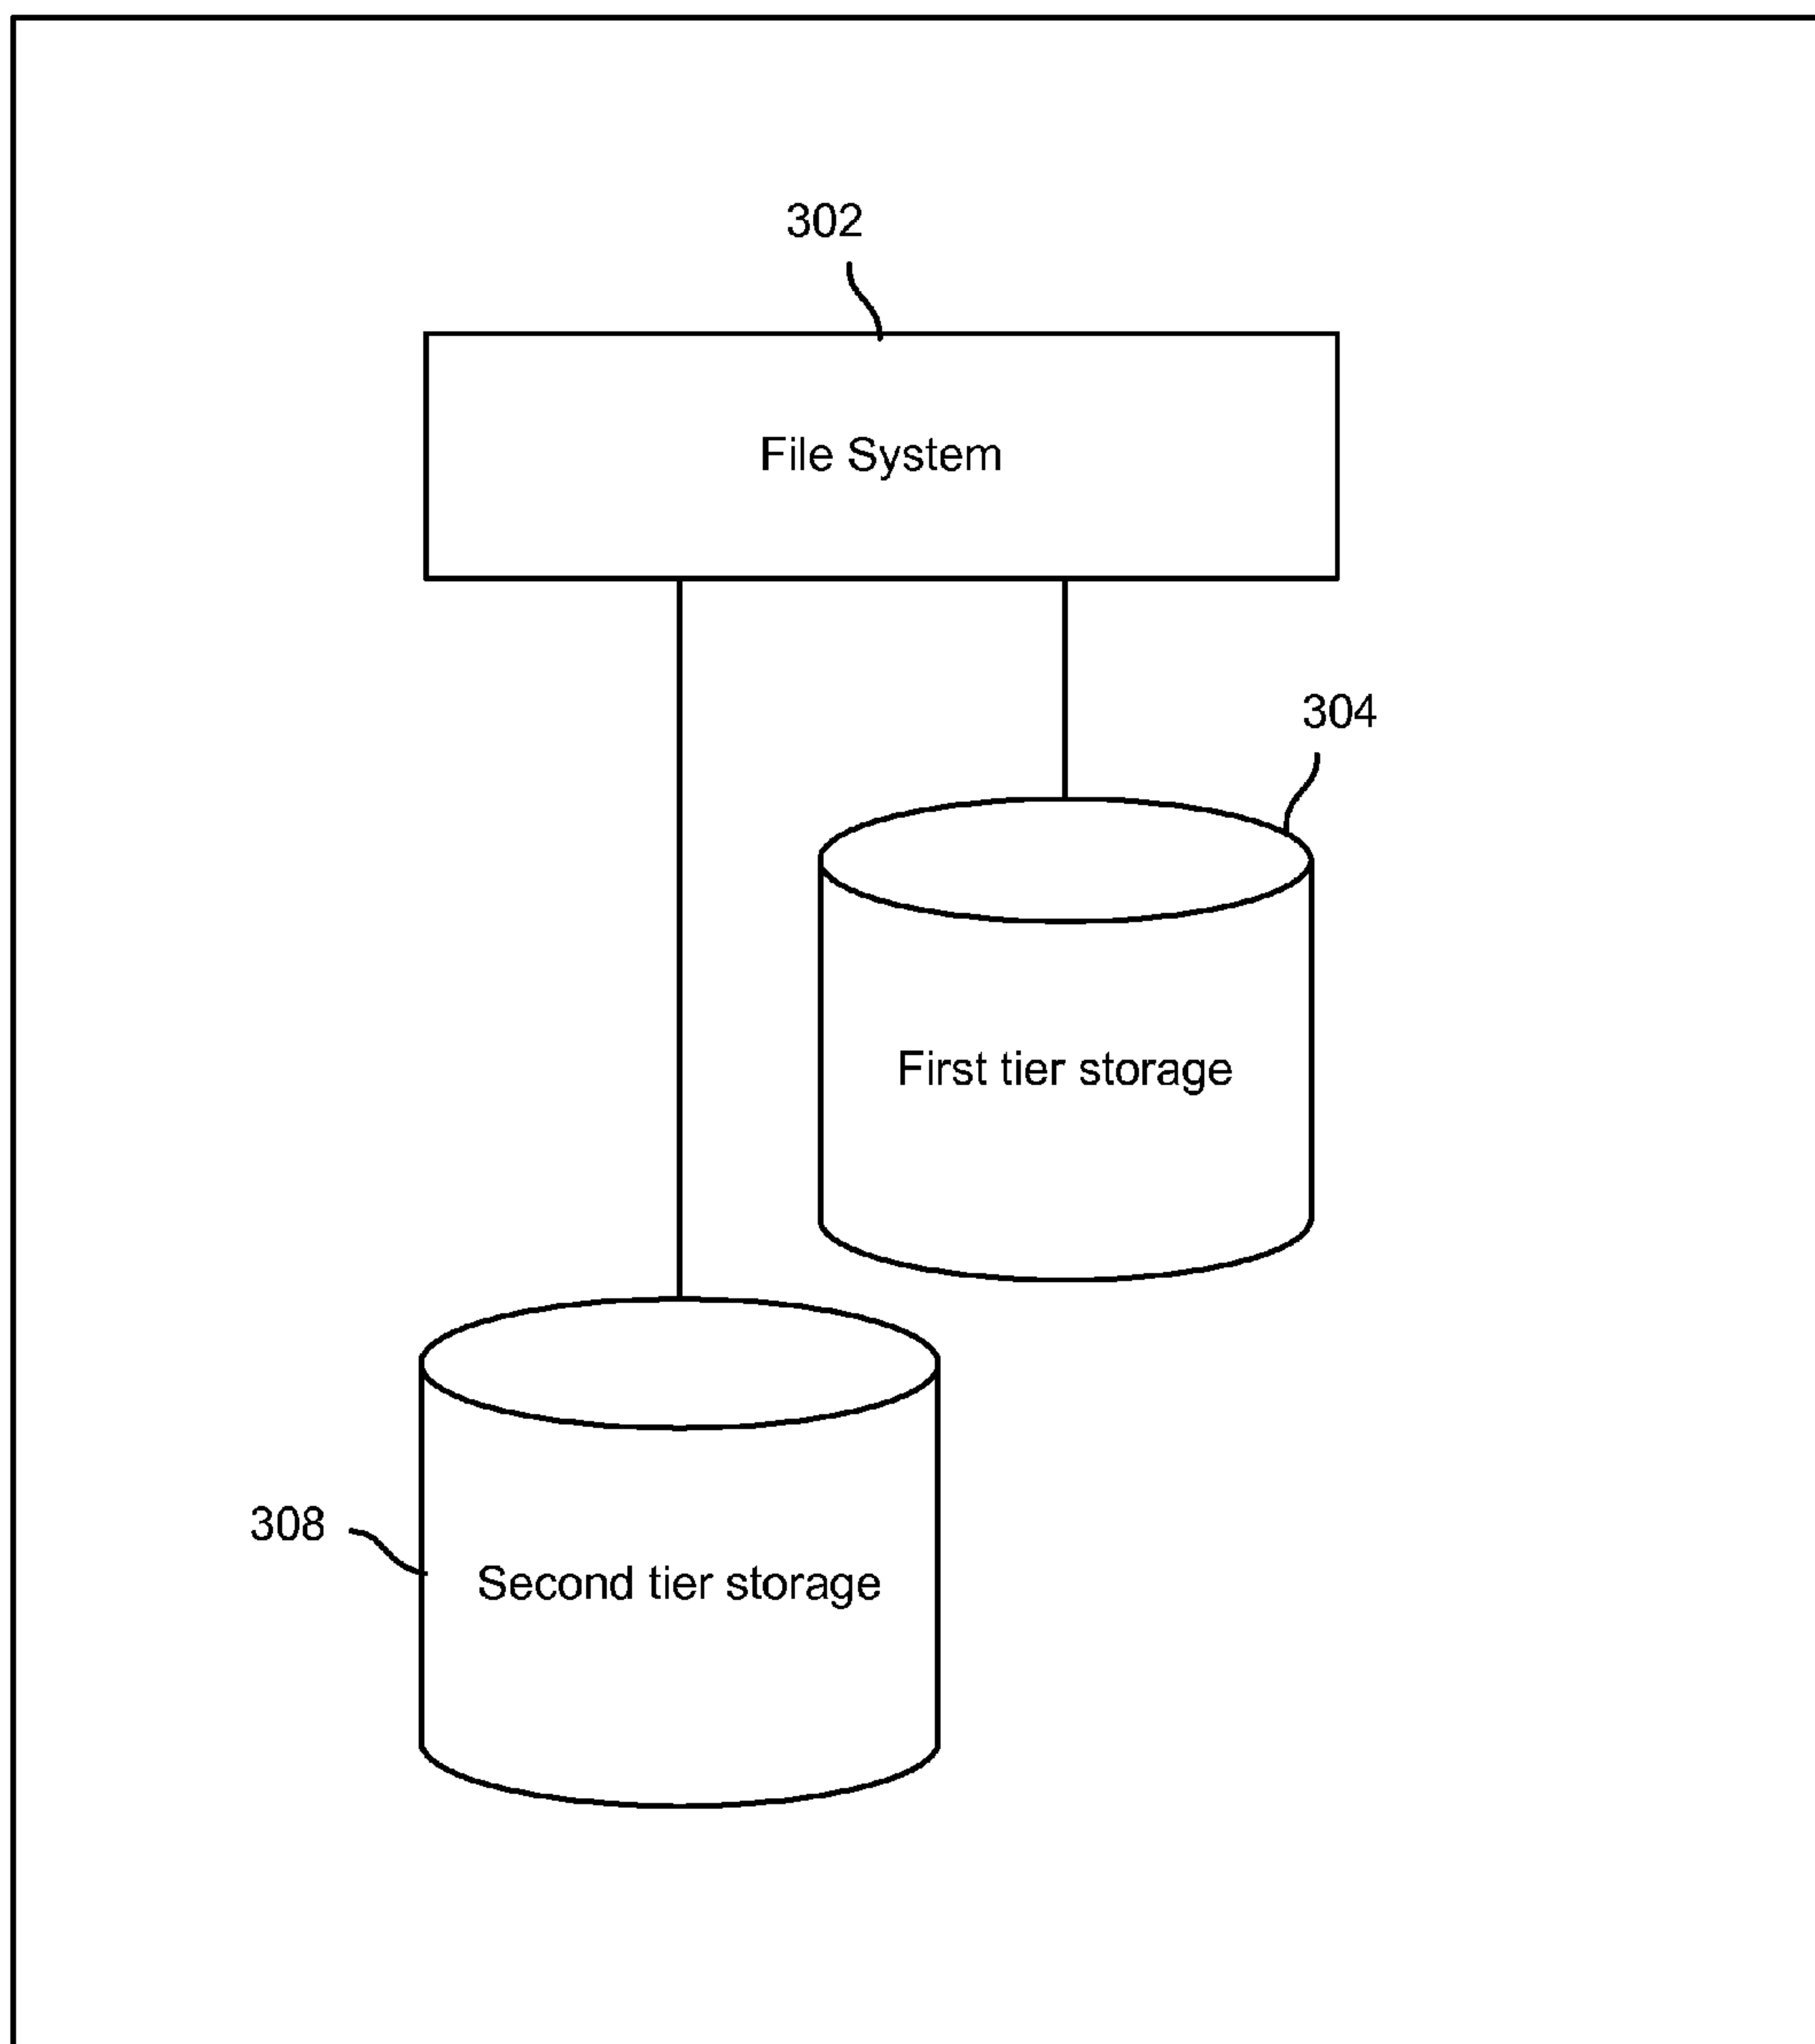 302
File System
304
First tier storage
308
Second tier storage